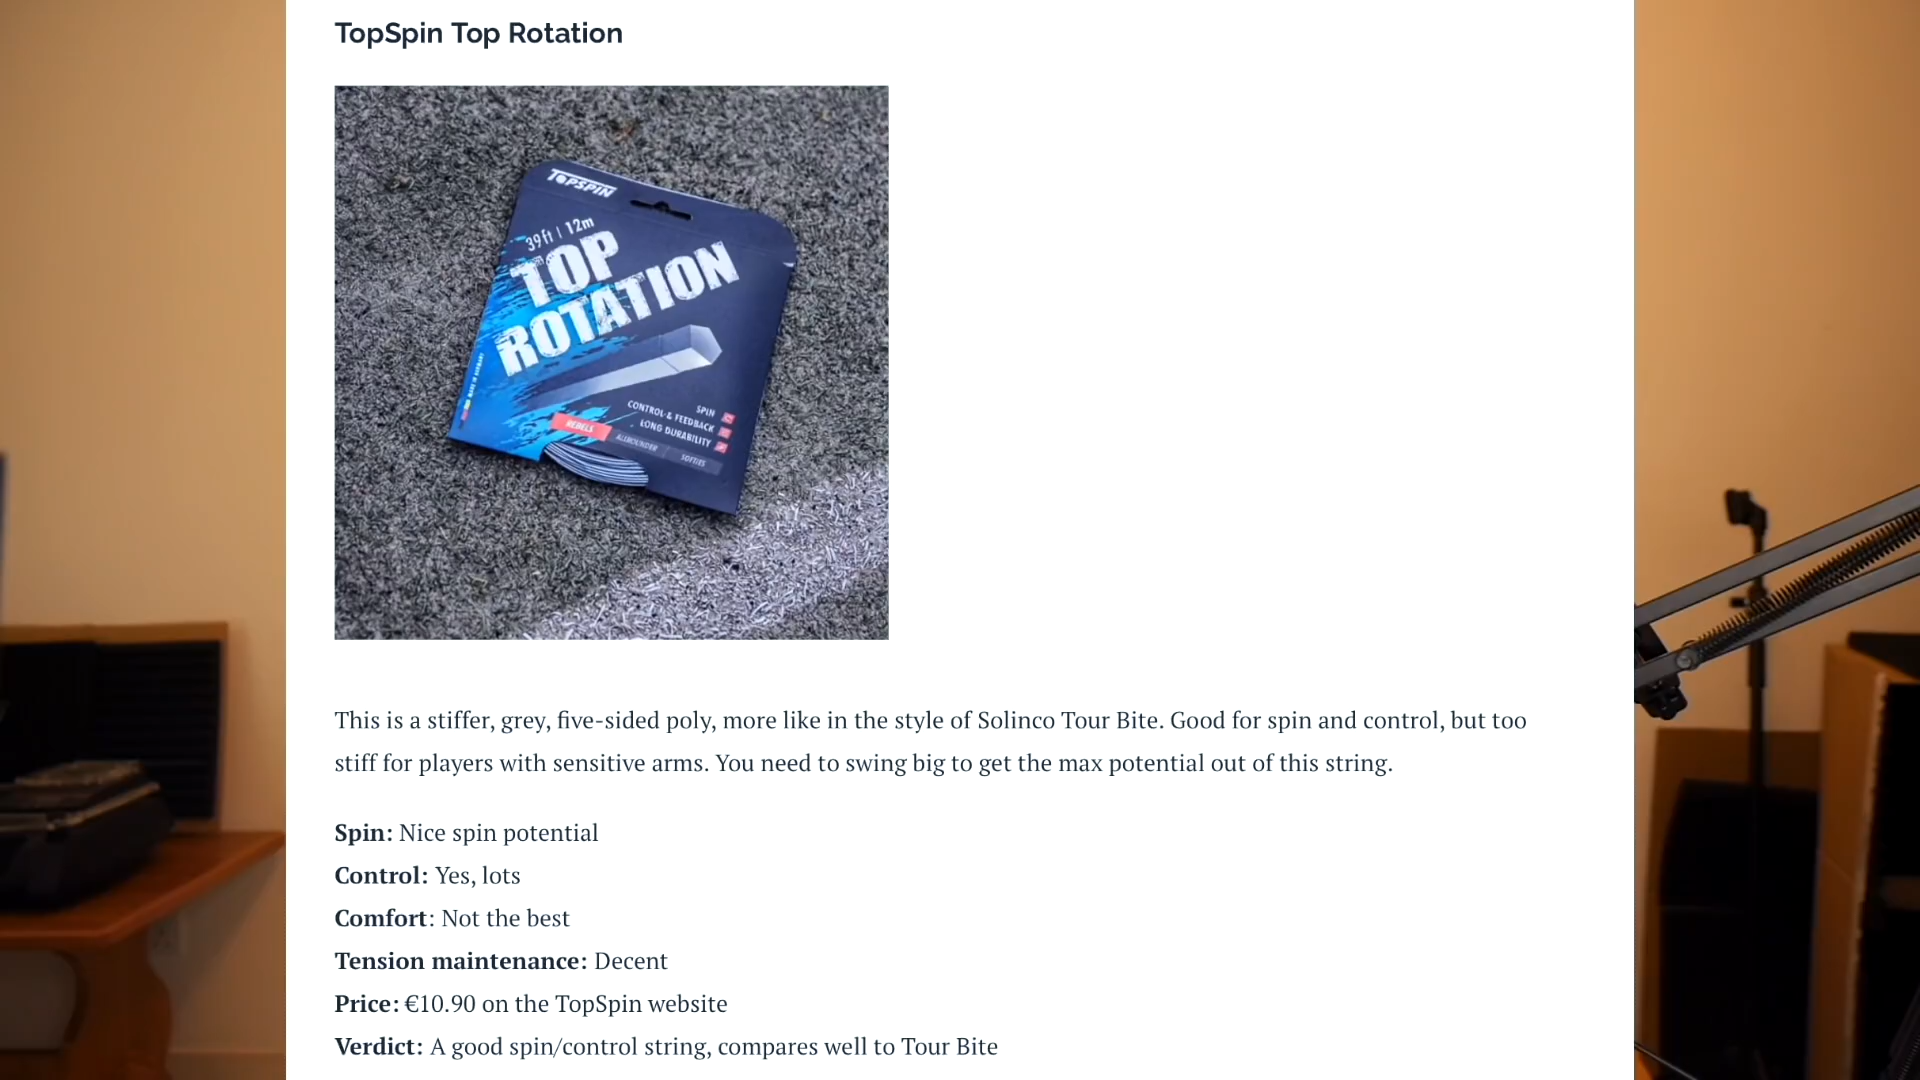 TopSpin Top Rotation
TOPSPIN
39ft | 12m
TOP
ROTATION
MADE IN GERMANY
SPIN
CONTROL & FEEDBACK
LONG DURABILITY
REBELS
ALLROUNDER
SOFTIES
This is a stiffer, grey, five-sided poly, more like in the style of Solinco Tour Bite. Good for spin and control, but too
stiff for players with sensitive arms. You need to swing big to get the max potential out of this string.
Spin: Nice spin potential
Control: Yes, lots
Comfort: Not the best
Tension maintenance: Decent
Price: €10.90 on the TopSpin website
Verdict: A good spin/control string, compares well to Tour Bite